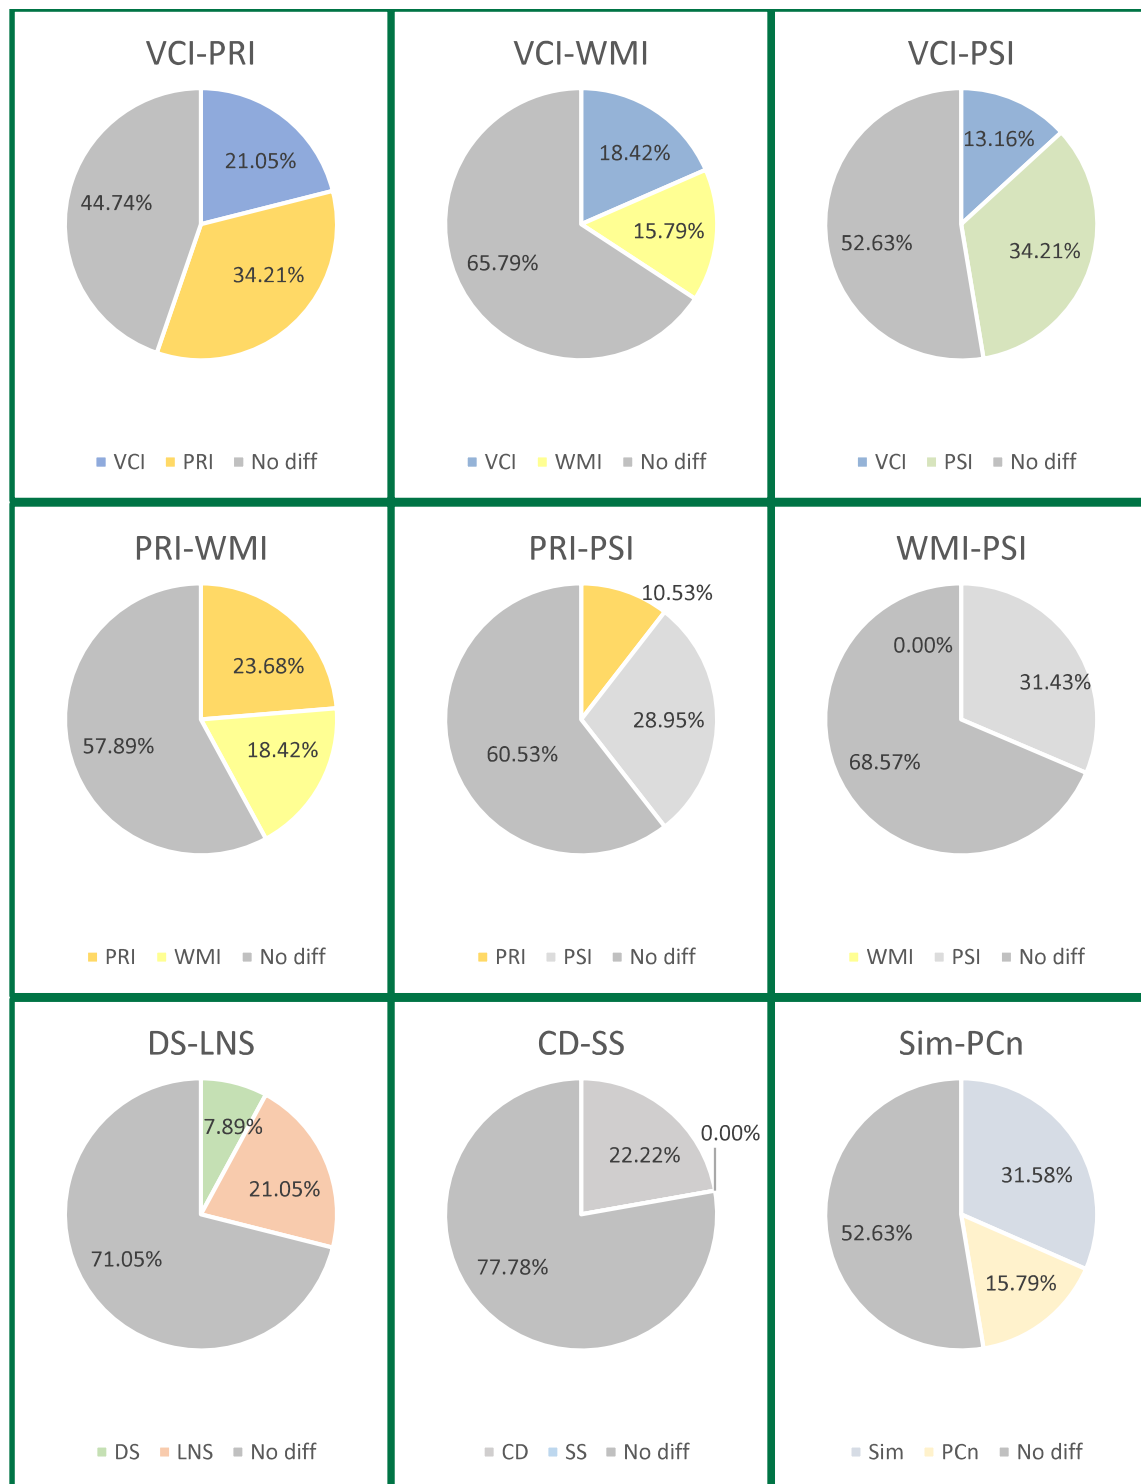 VCI-PRI
21.05%
44.74%
34.21%
VCI PRI No diff
VCI-WMI
18.42%
15.79%
65.79%
VCI WMI No diff
VCI-PSI
13.16%
52.63%
34.21%
VCI PSI No diff
PRI-WMI
23.68%
57.89%
18.42%
PRI WMI No diff
PRI-PSI
10.53%
28.95%
60.53%
PRI PSI No diff
WMI-PSI
0.00%
31.43%
68.57%
WMI PSI No diff
DS-LNS
7.89%
21.05%
71.05%
DS LNS No diff
CD-SS
0.00%
22.22%
77.78%
CD SS No diff
Sim-PCn
31.58%
52.63%
15.79%
Sim PCn No diff